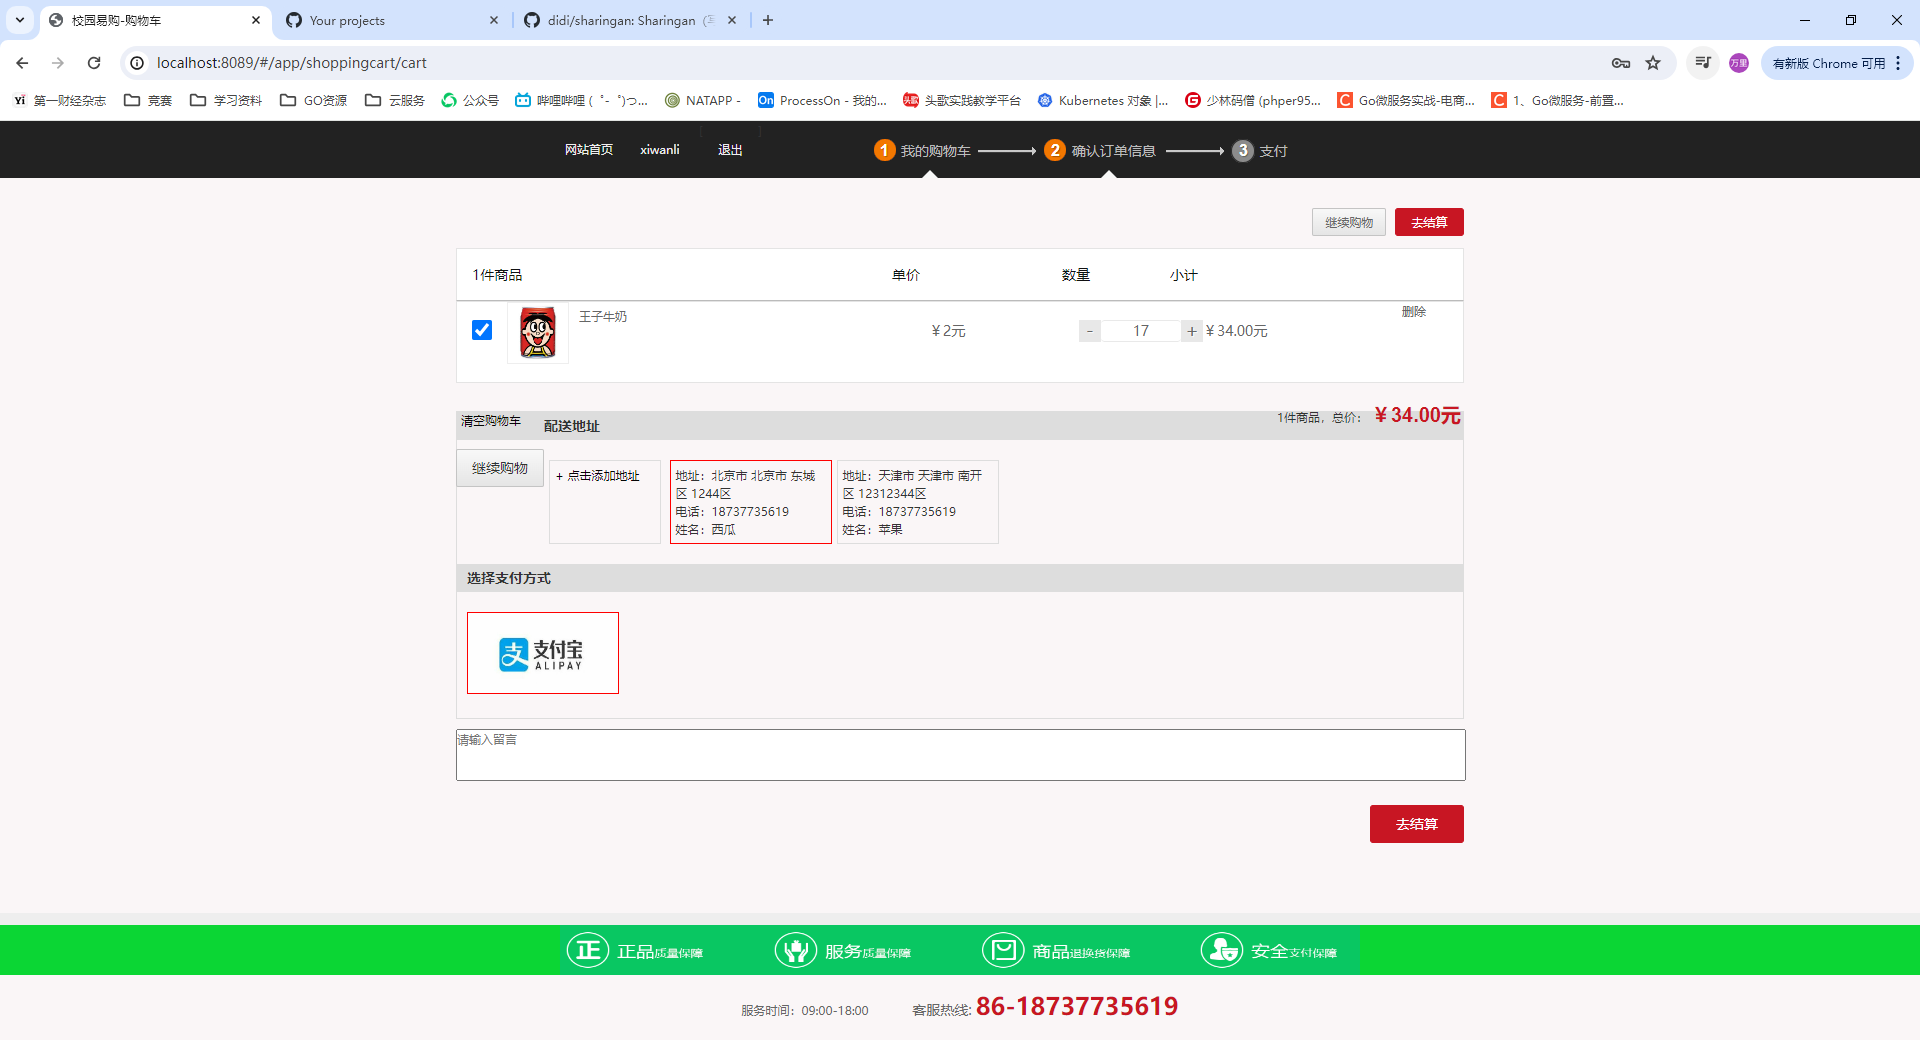 校园易购-购物车
Your projects
didi/sharingan: Sharingan
localhost:8089/#/app/shoppingcart/cart
万里
有新版 Chrome 可用
Yi 第一财经杂志
竞赛
学习资料
GO资源
云服务
公众号
哔哩哔哩 ( ゜- ゜)つ...
NATAPP -
On ProcessOn - 我的...
头歌 头歌实践教学平台
Kubernetes 对象 |...
少林码僧 (phper95...
C Go微服务实战-电商...
C 1、Go微服务-前置...
网站首页
xiwanli
退出
1 我的购物车
2 确认订单信息
3 支付
继续购物
去结算
1件商品
单价
数量
小计
王子牛奶
¥ 2元
- 17 +
¥ 34.00元
删除
清空购物车
配送地址
1件商品，总价：
¥ 34.00元
继续购物
+ 点击添加地址
地址：北京市 北京市 东城
区 1244区
电话：18737735619
姓名：西瓜
地址：天津市 天津市 南开
区 12312344区
电话：18737735619
姓名：苹果
选择支付方式
支 支付宝
ALIPAY
请输入留言
去结算
正 正品质量保障
服务质量保障
商品退换货保障
安全支付保障
服务时间：09:00-18:00
客服热线: 86-18737735619